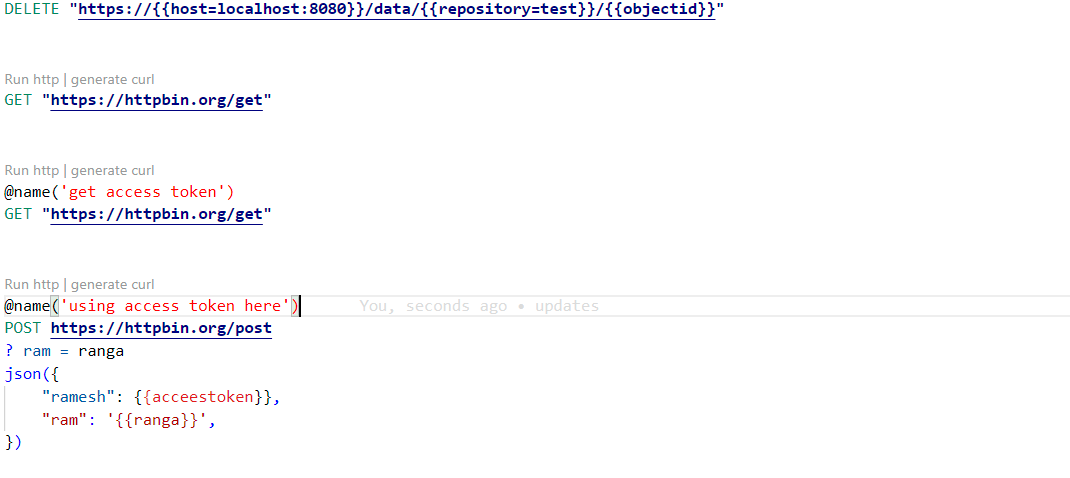 DELETE "https://{{host=localhost:8080}}/data/{{repository=test}}/{{objectid}}"
Run http | generate curl
GET "https://httpbin.org/get"
Run http | generate curl
@name('get access token')
GET "https://httpbin.org/get"
Run http | generate curl
@name('using access token here') You, seconds ago • updates
POST https://httpbin.org/post
? ram = ranga
json({
    "ramesh": {{acceestoken}},
    "ram": '{{ranga}}',
})